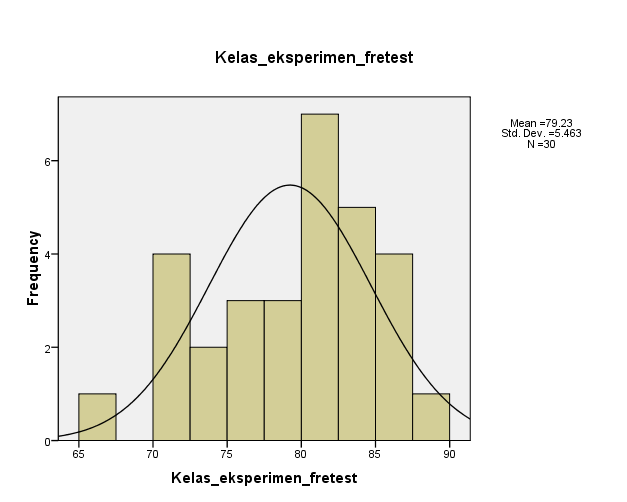 Kelas_eksperimen_fretest
Mean =79.23
Std. Dev. =5.463
N =30
Frequency
6
4
2
0
65 70 75 80 85 90
Kelas_eksperimen_fretest